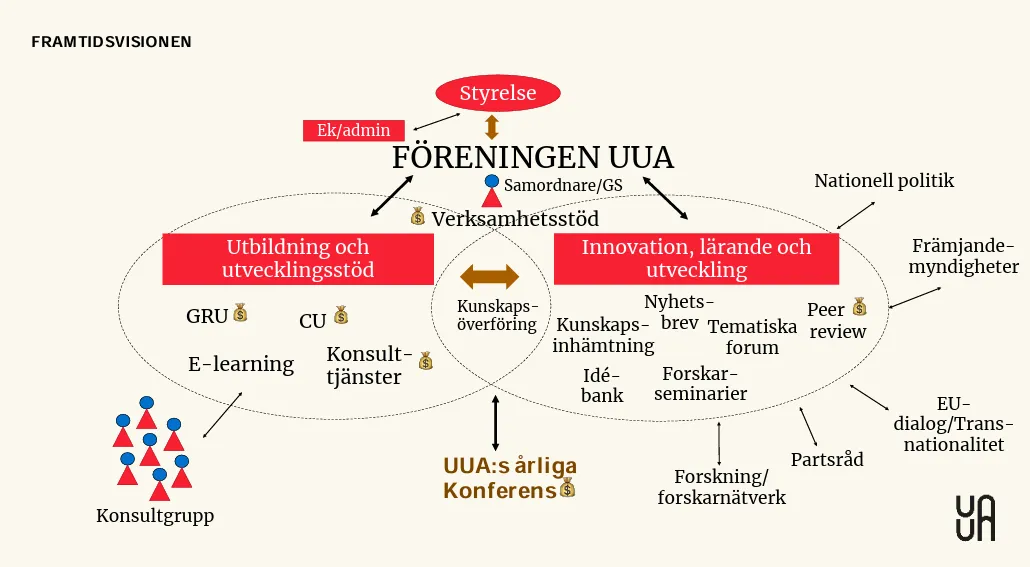 FRAMTIDSVISIONEN
Styrelse
Ek/admin
FÖRENINGEN UUA
Samordnare/GS
Verksamhetsstöd
Utbildning och
utvecklingsstöd
GRU
CU
E-learning
Konsult-
tjänster
Kunskaps-
överföring
Innovation, lärande och
utveckling
Nyhets-
brev
Kunskaps-
inhämtning
Tematiska
forum
Peer
review
Idé-
bank
Forskar-
seminarier
Nationell politik
Främjande-
myndigheter
EU-
dialog/Trans-
nationalitet
Partsråd
Forskning/
forskarnätverk
UUA:s årliga
Konferens
Konsultgrupp
UUA